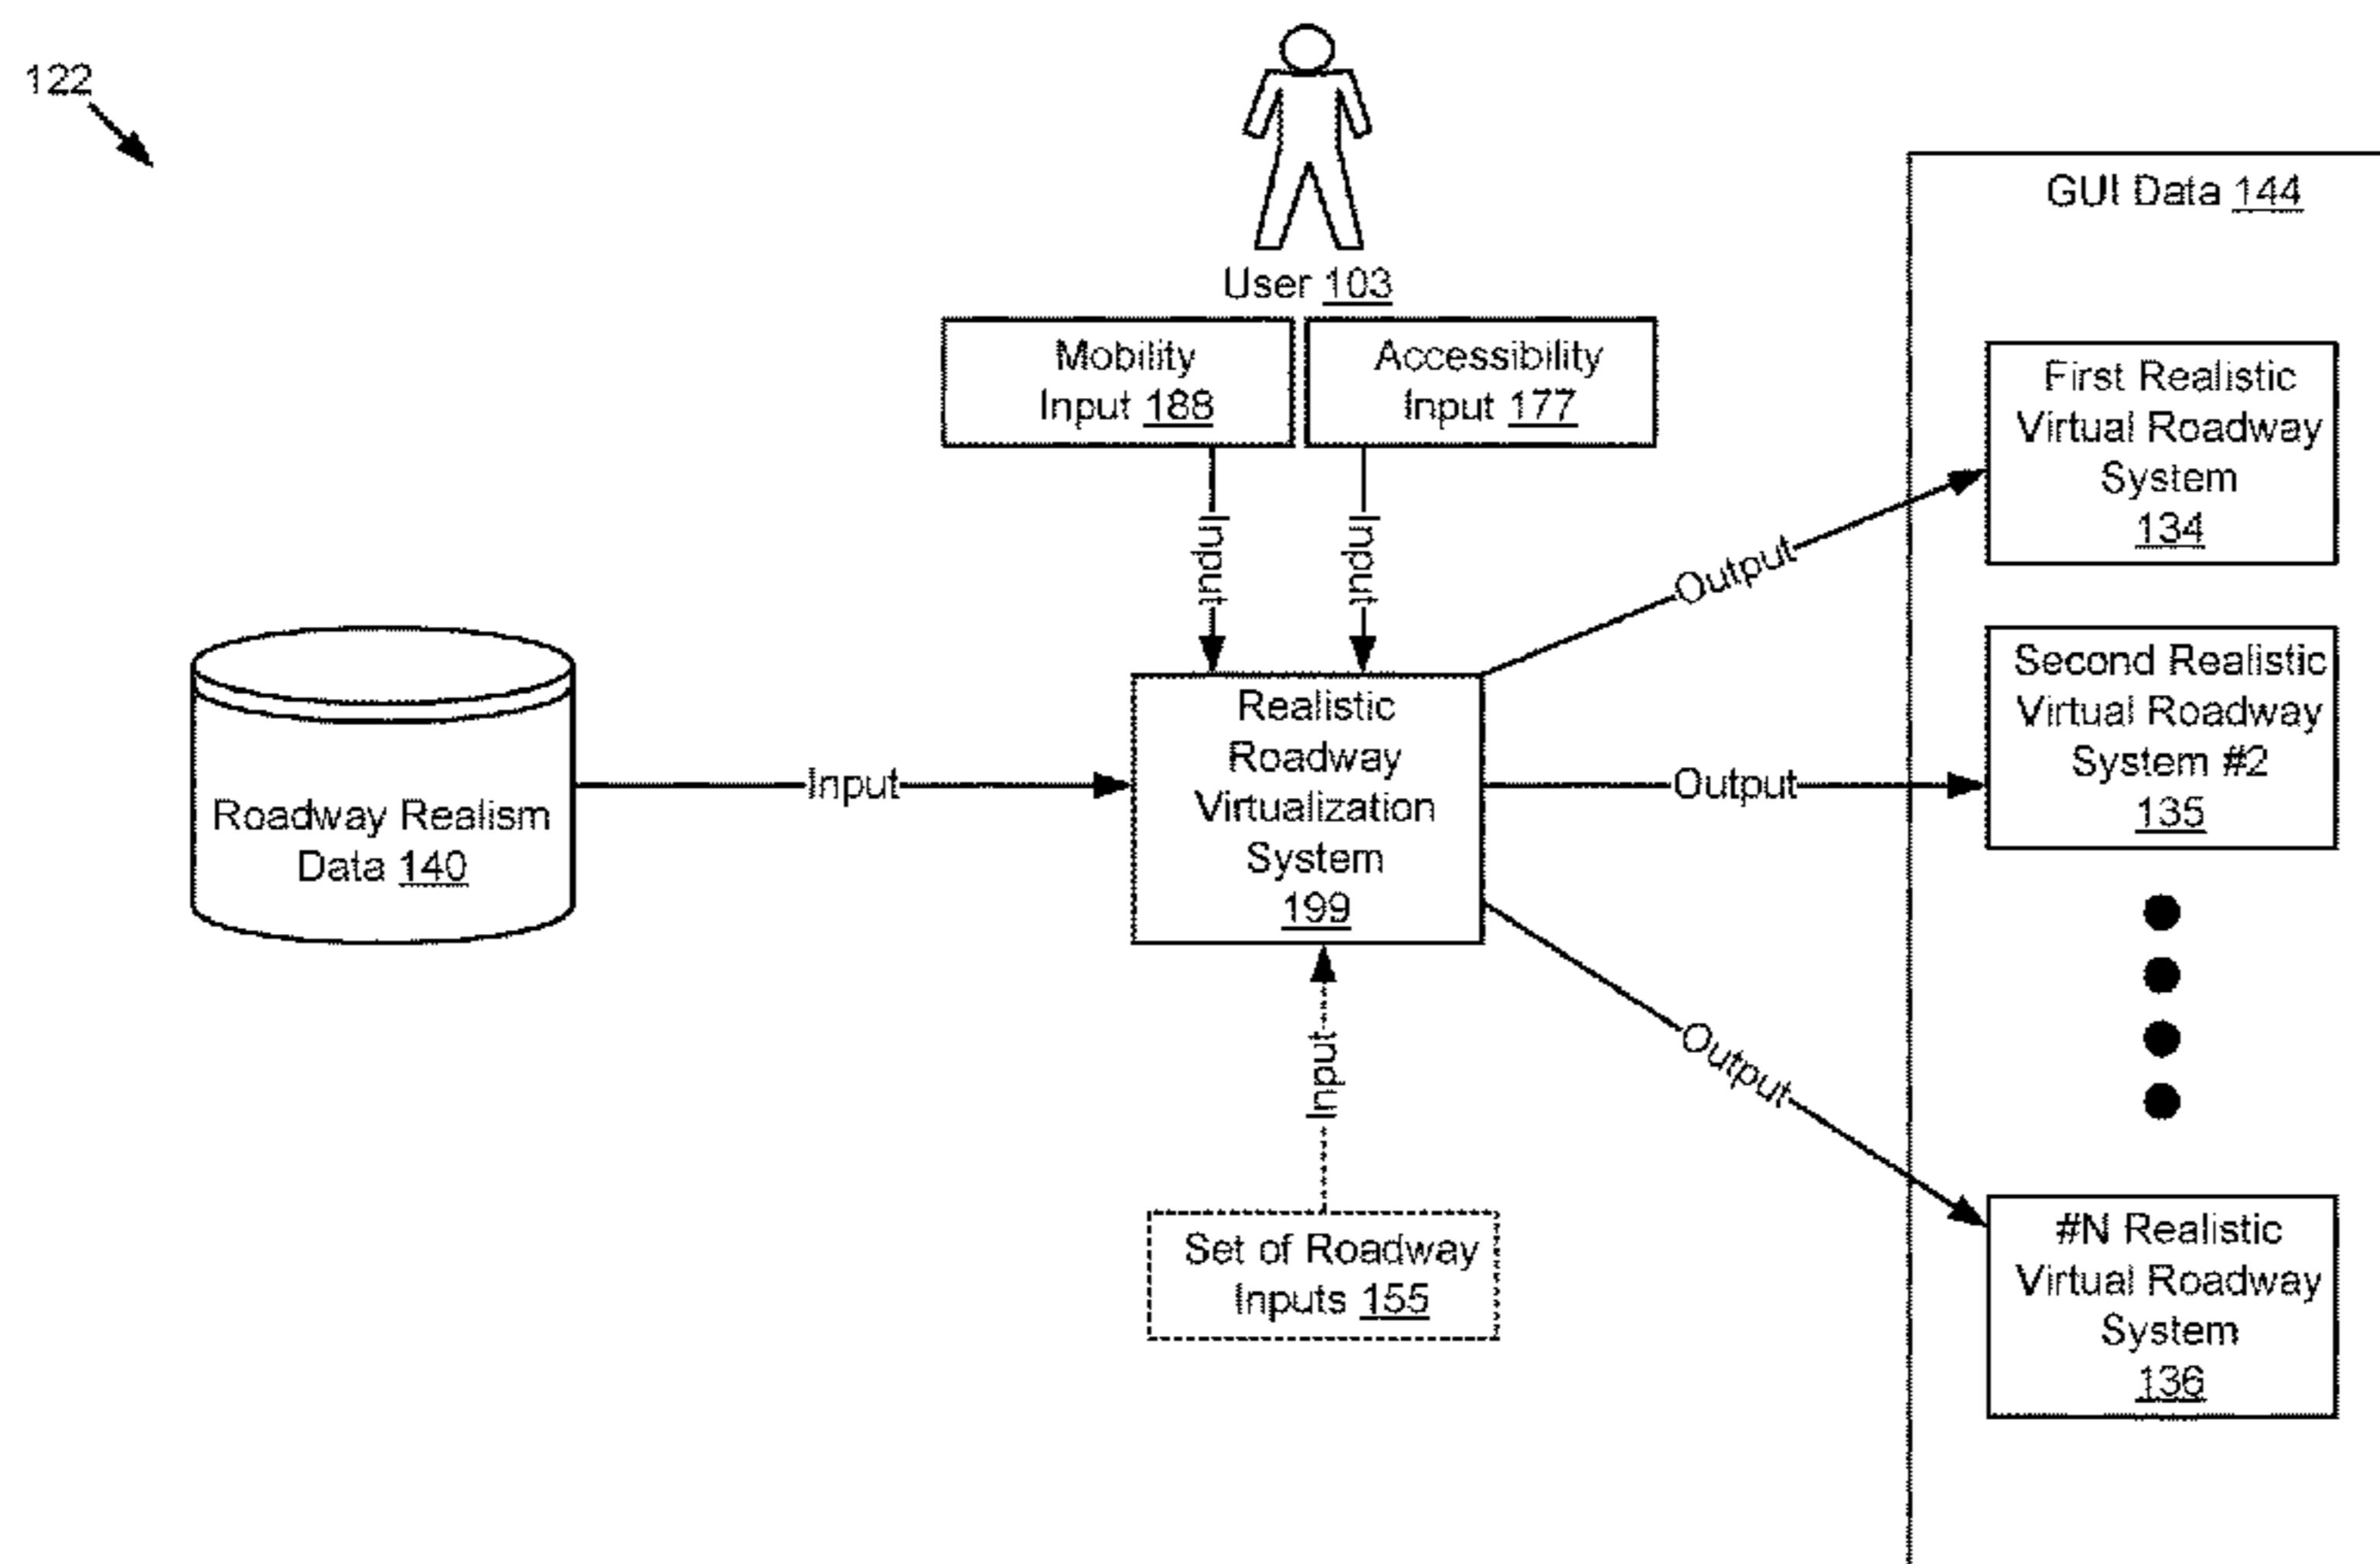 122
User 103
Mobility
Input 188
Accessibility
Input 177
Input
Input
GUI Data 144
First Realistic
Virtual Roadway
System
134
Output
Second Realistic
Virtual Roadway
System #2
135
Output
Roadway Realism
Data 140
Input
Realistic
Roadway
Virtualization
System
199
Output
Input
Set of Roadway
Inputs 155
#N Realistic
Virtual Roadway
System
136